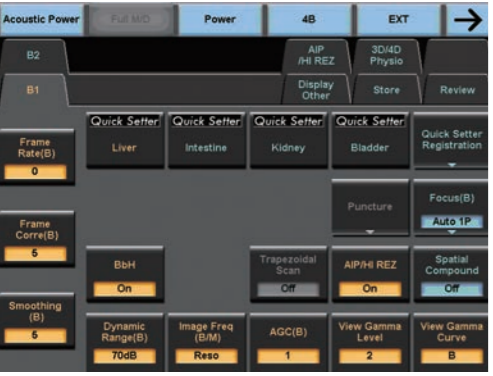 Acoustic Power
Full M/D
Power
4B
EXT
B2
AIP
/HI REZ
3D/4D
Physio
B1
Display
Other
Store
Review
Quick Setter
Liver
Quick Setter
Intestine
Quick Setter
Kidney
Quick Setter
Bladder
Quick Setter
Registration
Frame
Rate(B)
0
Puncture
Focus(B)
Auto 1P
Frame
Corre(B)
5
BbH
On
Trapezoidal
Scan
Off
AIP/HI REZ
On
Spatial
Compound
Off
Smoothing
(B)
5
Dynamic
Range(B)
70dB
Image Freq
(B/M)
Reso
AGC(B)
1
View Gamma
Level
2
View Gamma
Curve
B